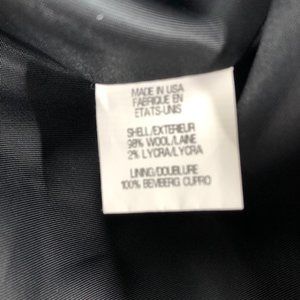 MADE IN USA
FABRIQUE EN
ETATS-UNIS
SHELL/EXTERIEUR
98% WOOL/LAINE
2% LYCRA/LYCRA
LINING/DOUBLURE
100% BEMBERG CUPRO